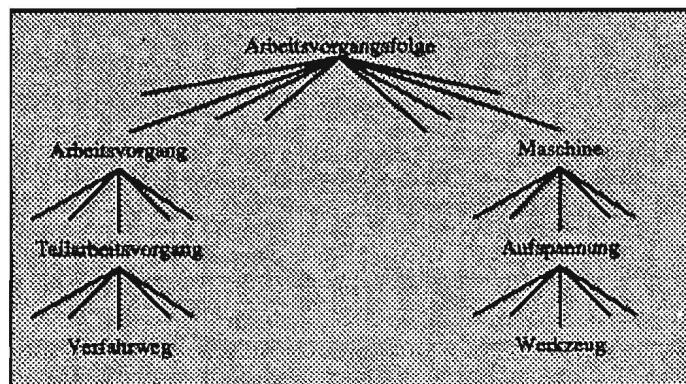 Arbeitsvorgangsfolge
Arbeitsvorgang Maschine
Teilarbeitsvorgang Aufspannung
Verfahrweg Werkzeug